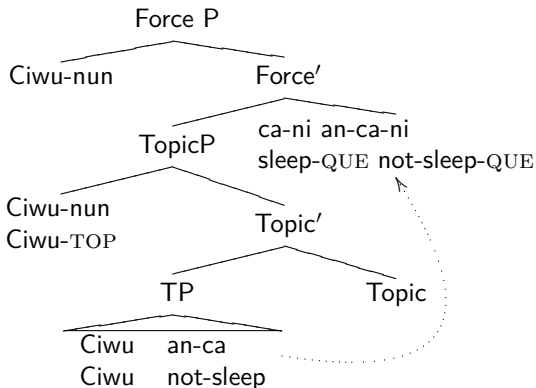 Force P
Ciwu-nun Force′
TopicP ca-ni an-ca-ni
sleep-QUE not-sleep-QUE
Ciwu-nun
Ciwu-TOP Topic′
TP Topic
Ciwu an-ca
Ciwu not-sleep